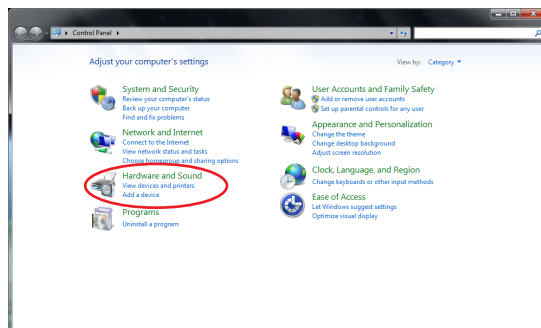 Control Panel
Adjust your computer's settings
View by: Category
System and Security
Review your computer's status
Back up your computer
Find and fix problems
Network and Internet
Connect to the Internet
View network status and tasks
Choose homegroup and sharing options
Hardware and Sound
View devices and printers
Add a device
Programs
Uninstall a program
User Accounts and Family Safety
Add or remove user accounts
Set up parental controls for any user
Appearance and Personalization
Change the theme
Change desktop background
Adjust screen resolution
Clock, Language, and Region
Change keyboards or other input methods
Ease of Access
Let Windows suggest settings
Optimize visual display